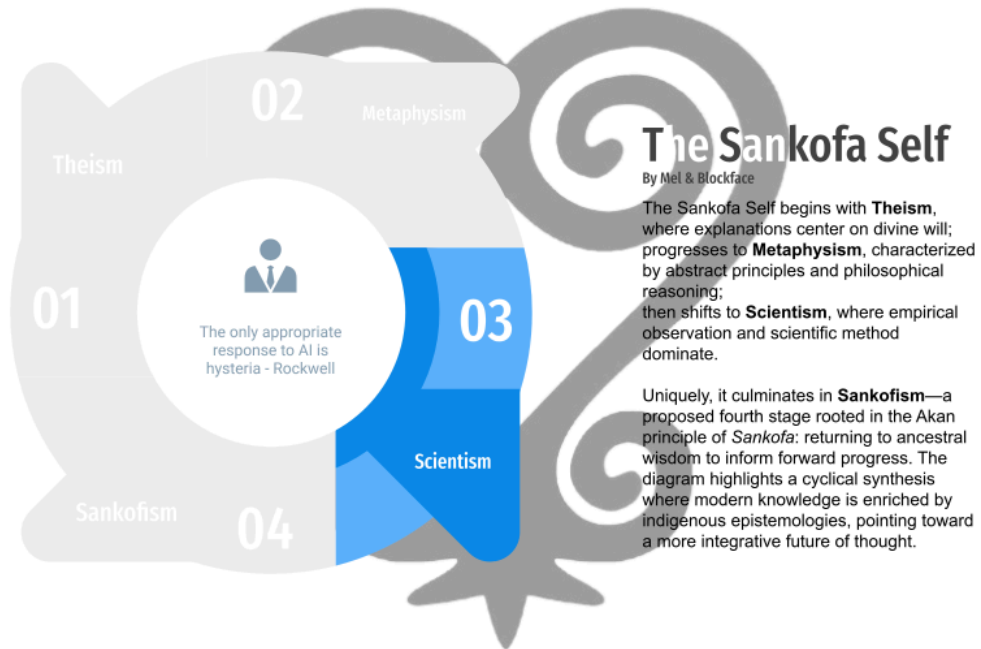 02
Metaphysism
Theism
01
03
The only appropriate
response to AI is
hysteria - Rockwell
Scientism
Sankofism
04
The Sankofa Self
By Mel & Blockface
The Sankofa Self begins with Theism,
where explanations center on divine will;
progresses to Metaphysism, characterized
by abstract principles and philosophical
reasoning;
then shifts to Scientism, where empirical
observation and scientific method
dominate.
Uniquely, it culminates in Sankofism—a
proposed fourth stage rooted in the Akan
principle of Sankofa: returning to ancestral
wisdom to inform forward progress. The
diagram highlights a cyclical synthesis
where modern knowledge is enriched by
indigenous epistemologies, pointing toward
a more integrative future of thought.